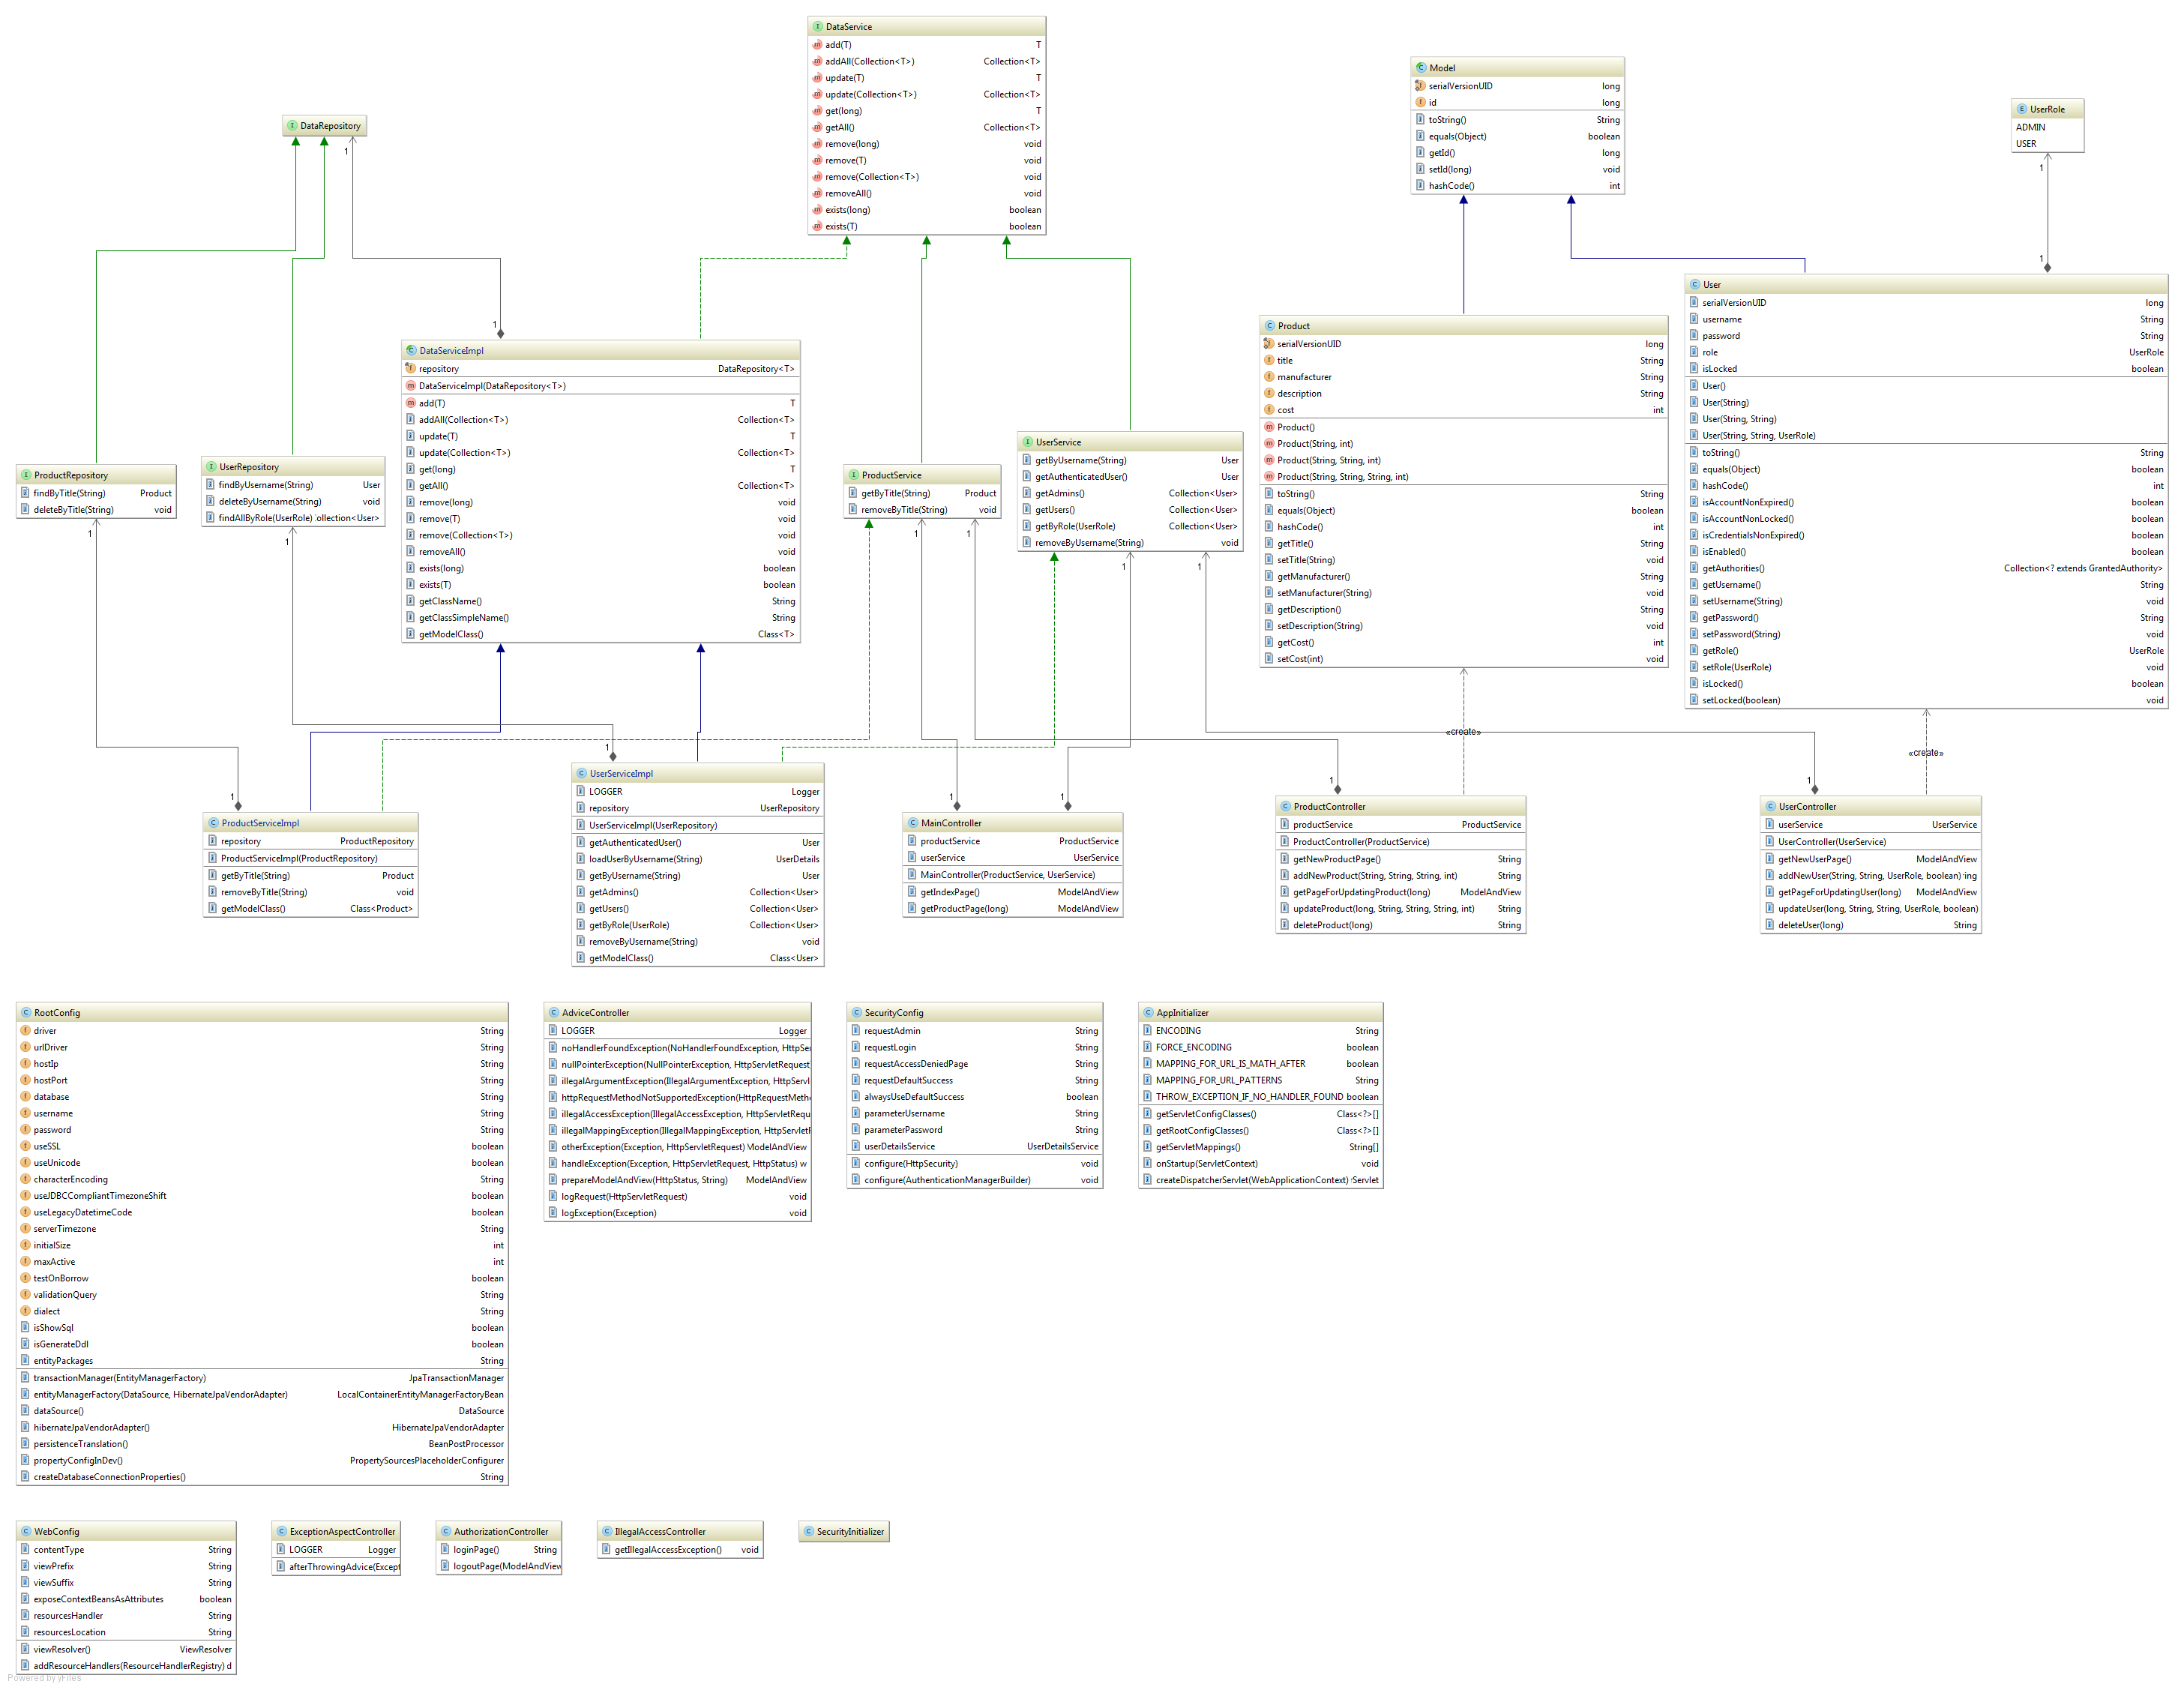 DataService
add(T) T
addAll(Collection<T>) Collection<T>
update(T) T
update(Collection<T>) Collection<T>
get(long) T
getAll() Collection<T>
remove(long) void
remove(T) void
remove(Collection<T>) void
removeAll() void
exists(long) boolean
exists(T) boolean
Model
serialVersionUID long
id long
toString() String
equals(Object) boolean
getId() long
setId(long) void
hashCode() int
UserRole
ADMIN
USER
DataRepository
1
1
1
1
User
serialVersionUID long
username String
password String
role UserRole
isLocked boolean
User()
User(String)
User(String, String)
User(String, String, UserRole)
toString() String
equals(Object) boolean
hashCode() int
isAccountNonExpired() boolean
isAccountNonLocked() boolean
isCredentialsNonExpired() boolean
isEnabled() boolean
getAuthorities() Collection<? extends GrantedAuthority>
getUsername() String
setUsername(String) void
getPassword() String
setPassword(String) void
getRole() UserRole
setRole(UserRole) void
isLocked() boolean
setLocked(boolean) void
Product
serialVersionUID long
title String
manufacturer String
description String
cost int
Product()
Product(String, int)
Product(String, String, int)
Product(String, String, String, int)
toString() String
equals(Object) boolean
hashCode() int
getTitle() String
setTitle(String) void
getManufacturer() String
setManufacturer(String) void
getDescription() String
setDescription(String) void
getCost() int
setCost(int) void
DataServiceImpl
repository DataRepository<T>
DataServiceImpl(DataRepository<T>)
add(T) T
addAll(Collection<T>) Collection<T>
update(T) T
update(Collection<T>) Collection<T>
get(long) T
getAll() Collection<T>
remove(long) void
remove(T) void
remove(Collection<T>) void
removeAll() void
exists(long) boolean
exists(T) boolean
getClassName() String
getClassSimpleName() String
getModelClass() Class<T>
ProductRepository
findByTitle(String) Product
deleteByTitle(String) void
UserRepository
findByUsername(String) User
deleteByUsername(String) void
findAllByRole(UserRole) :ollection<User>
ProductService
getByTitle(String) Product
removeByTitle(String) void
UserService
getByUsername(String) User
getAuthenticatedUser() User
getAdmins() Collection<User>
getUsers() Collection<User>
getByRole(UserRole) Collection<User>
removeByUsername(String) void
1
1
1
1
1
1
«create»
«create»
1
1
1
1
1
1
ProductServiceImpl
repository ProductRepository
ProductServiceImpl(ProductRepository)
getByTitle(String) Product
removeByTitle(String) void
getModelClass() Class<Product>
UserServiceImpl
LOGGER Logger
repository UserRepository
UserServiceImpl(UserRepository)
getAuthenticatedUser() User
loadUserByUsername(String) UserDetails
getByUsername(String) User
getAdmins() Collection<User>
getUsers() Collection<User>
getByRole(UserRole) Collection<User>
removeByUsername(String) void
getModelClass() Class<User>
MainController
productService ProductService
userService UserService
MainController(ProductService, UserService)
getIndexPage() ModelAndView
getProductPage(long) ModelAndView
ProductController
productService ProductService
ProductController(ProductService)
getNewProductPage() String
addNewProduct(String, String, String, int) String
getPageForUpdatingProduct(long) ModelAndView
updateProduct(long, String, String, String, int) String
deleteProduct(long) String
UserController
userService UserService
UserController(UserService)
getNewUserPage() ModelAndView
addNewUser(String, String, UserRole, boolean) ing
getPageForUpdatingUser(long) ModelAndView
updateUser(long, String, String, UserRole, boolean)
deleteUser(long) String
RootConfig
driver String
urlDriver String
hostIp String
hostPort String
database String
username String
password String
useSSL boolean
useUnicode boolean
characterEncoding String
useJDBCCompliantTimezoneShift boolean
useLegacyDatetimeCode boolean
serverTimezone String
initialSize int
maxActive int
testOnBorrow boolean
validationQuery String
dialect String
isShowSql boolean
isGenerateDdl boolean
entityPackages String
transactionManager(EntityManagerFactory) JpaTransactionManager
entityManagerFactory(DataSource, HibernateJpaVendorAdapter) LocalContainerEntityManagerFactoryBean
dataSource() DataSource
hibernateJpaVendorAdapter() HibernateJpaVendorAdapter
persistenceTranslation() BeanPostProcessor
propertyConfigInDev() PropertySourcesPlaceholderConfigurer
createDatabaseConnectionProperties() String
AdviceController
LOGGER Logger
noHandlerFoundException(NoHandlerFoundException, HttpSer
nullPointerException(NullPointerException, HttpServletRequest
illegalArgumentException(IllegalArgumentException, HttpServl
httpRequestMethodNotSupportedException(HttpRequestMeth
illegalAccessException(IllegalAccessException, HttpServletRequ
illegalMappingException(IllegalMappingException, HttpServlet
otherException(Exception, HttpServletRequest) ModelAndView
handleException(Exception, HttpServletRequest, HttpStatus) w
prepareModelAndView(HttpStatus, String) ModelAndView
logRequest(HttpServletRequest) void
logException(Exception) void
SecurityConfig
requestAdmin String
requestLogin String
requestAccessDeniedPage String
requestDefaultSuccess String
alwaysUseDefaultSuccess boolean
parameterUsername String
parameterPassword String
userDetailsService UserDetailsService
configure(HttpSecurity) void
configure(AuthenticationManagerBuilder) void
AppInitializer
ENCODING String
FORCE_ENCODING boolean
MAPPING_FOR_URL_IS_MATH_AFTER boolean
MAPPING_FOR_URL_PATTERNS String
THROW_EXCEPTION_IF_NO_HANDLER_FOUND boolean
getServletConfigClasses() Class<?>[]
getRootConfigClasses() Class<?>[]
getServletMappings() String[]
onStartup(ServletContext) void
createDispatcherServlet(WebApplicationContext) Servlet
WebConfig
contentType String
viewPrefix String
viewSuffix String
exposeContextBeansAsAttributes boolean
resourcesHandler String
resourcesLocation String
viewResolver() ViewResolver
addResourceHandlers(ResourceHandlerRegistry) d
ExceptionAspectController
LOGGER Logger
afterThrowingAdvice(Except
AuthorizationController
loginPage() String
logoutPage(ModelAndView
IllegalAccessController
getIllegalAccessException() void
SecurityInitializer
Powered by yFiles